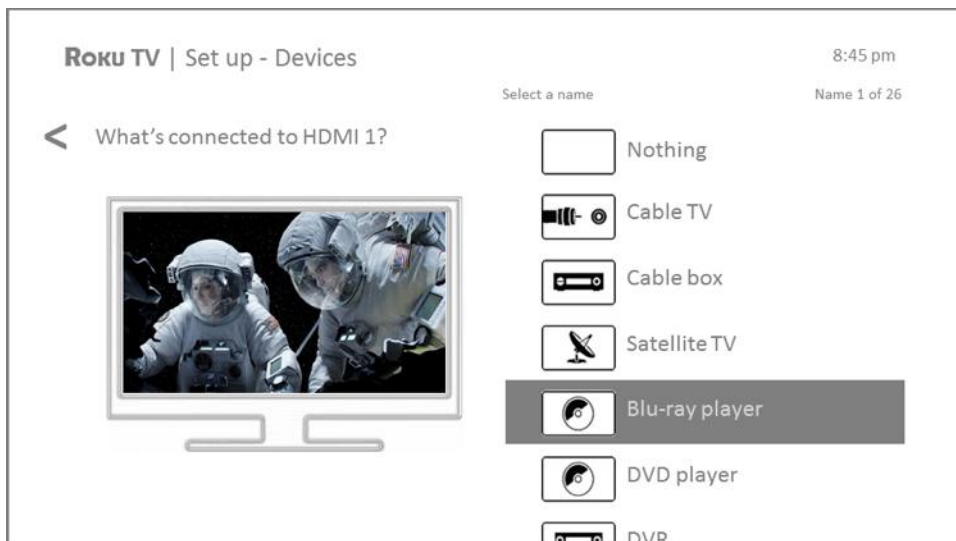 ROKU TV | Set up - Devices
8:45 pm
Select a name
Name 1 of 26
< What's connected to HDMI 1?
Nothing
Cable TV
Cable box
Satellite TV
Blu-ray player
DVD player
DVR